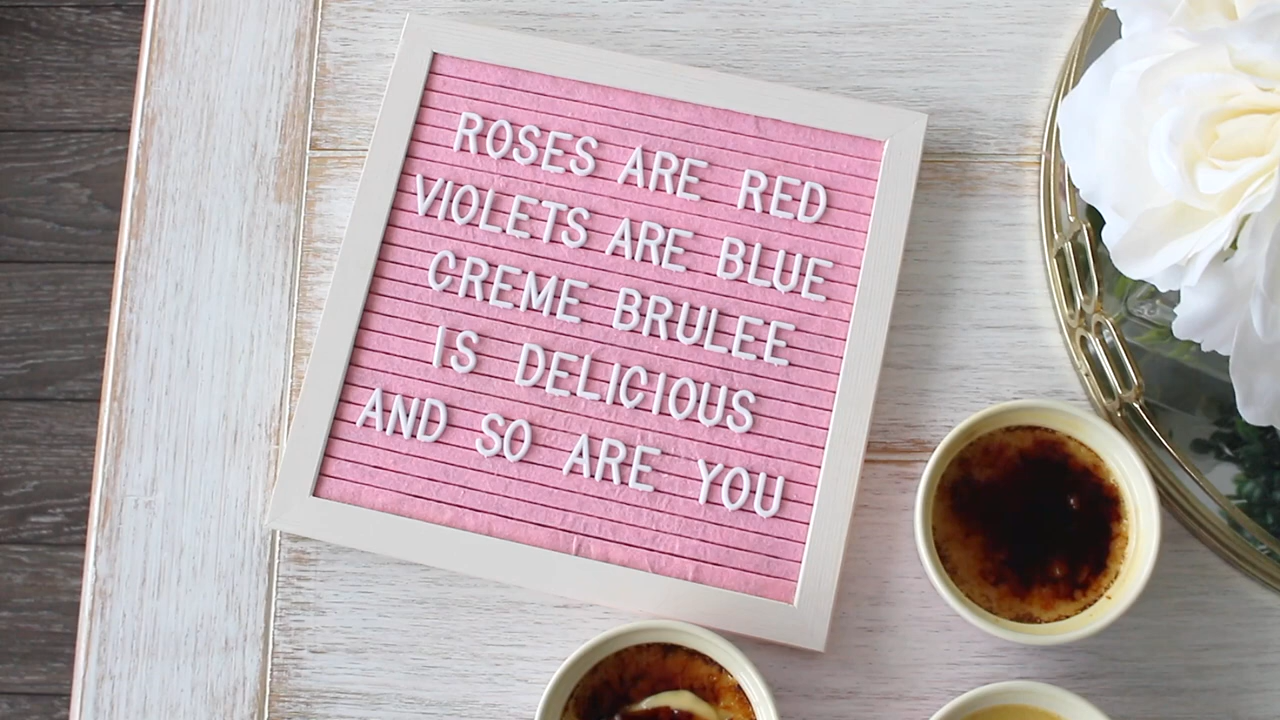 ROSES ARE RED
VIOLETS ARE BLUE
CREME BRULEE
IS DELICIOUS
AND SO ARE YOU